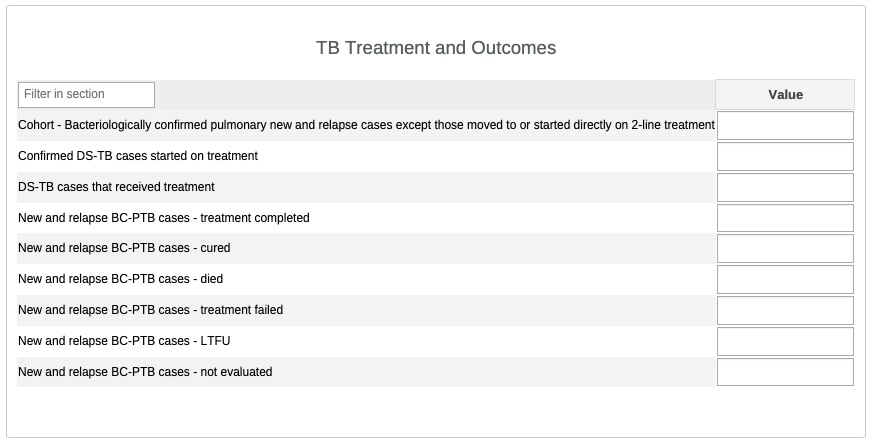 TB Treatment and Outcomes
Filter in section
Value
Cohort - Bacteriologically confirmed pulmonary new and relapse cases except those moved to or started directly on 2-line treatment
Confirmed DS-TB cases started on treatment
DS-TB cases that received treatment
New and relapse BC-PTB cases - treatment completed
New and relapse BC-PTB cases - cured
New and relapse BC-PTB cases - died
New and relapse BC-PTB cases - treatment failed
New and relapse BC-PTB cases - LTFU
New and relapse BC-PTB cases - not evaluated